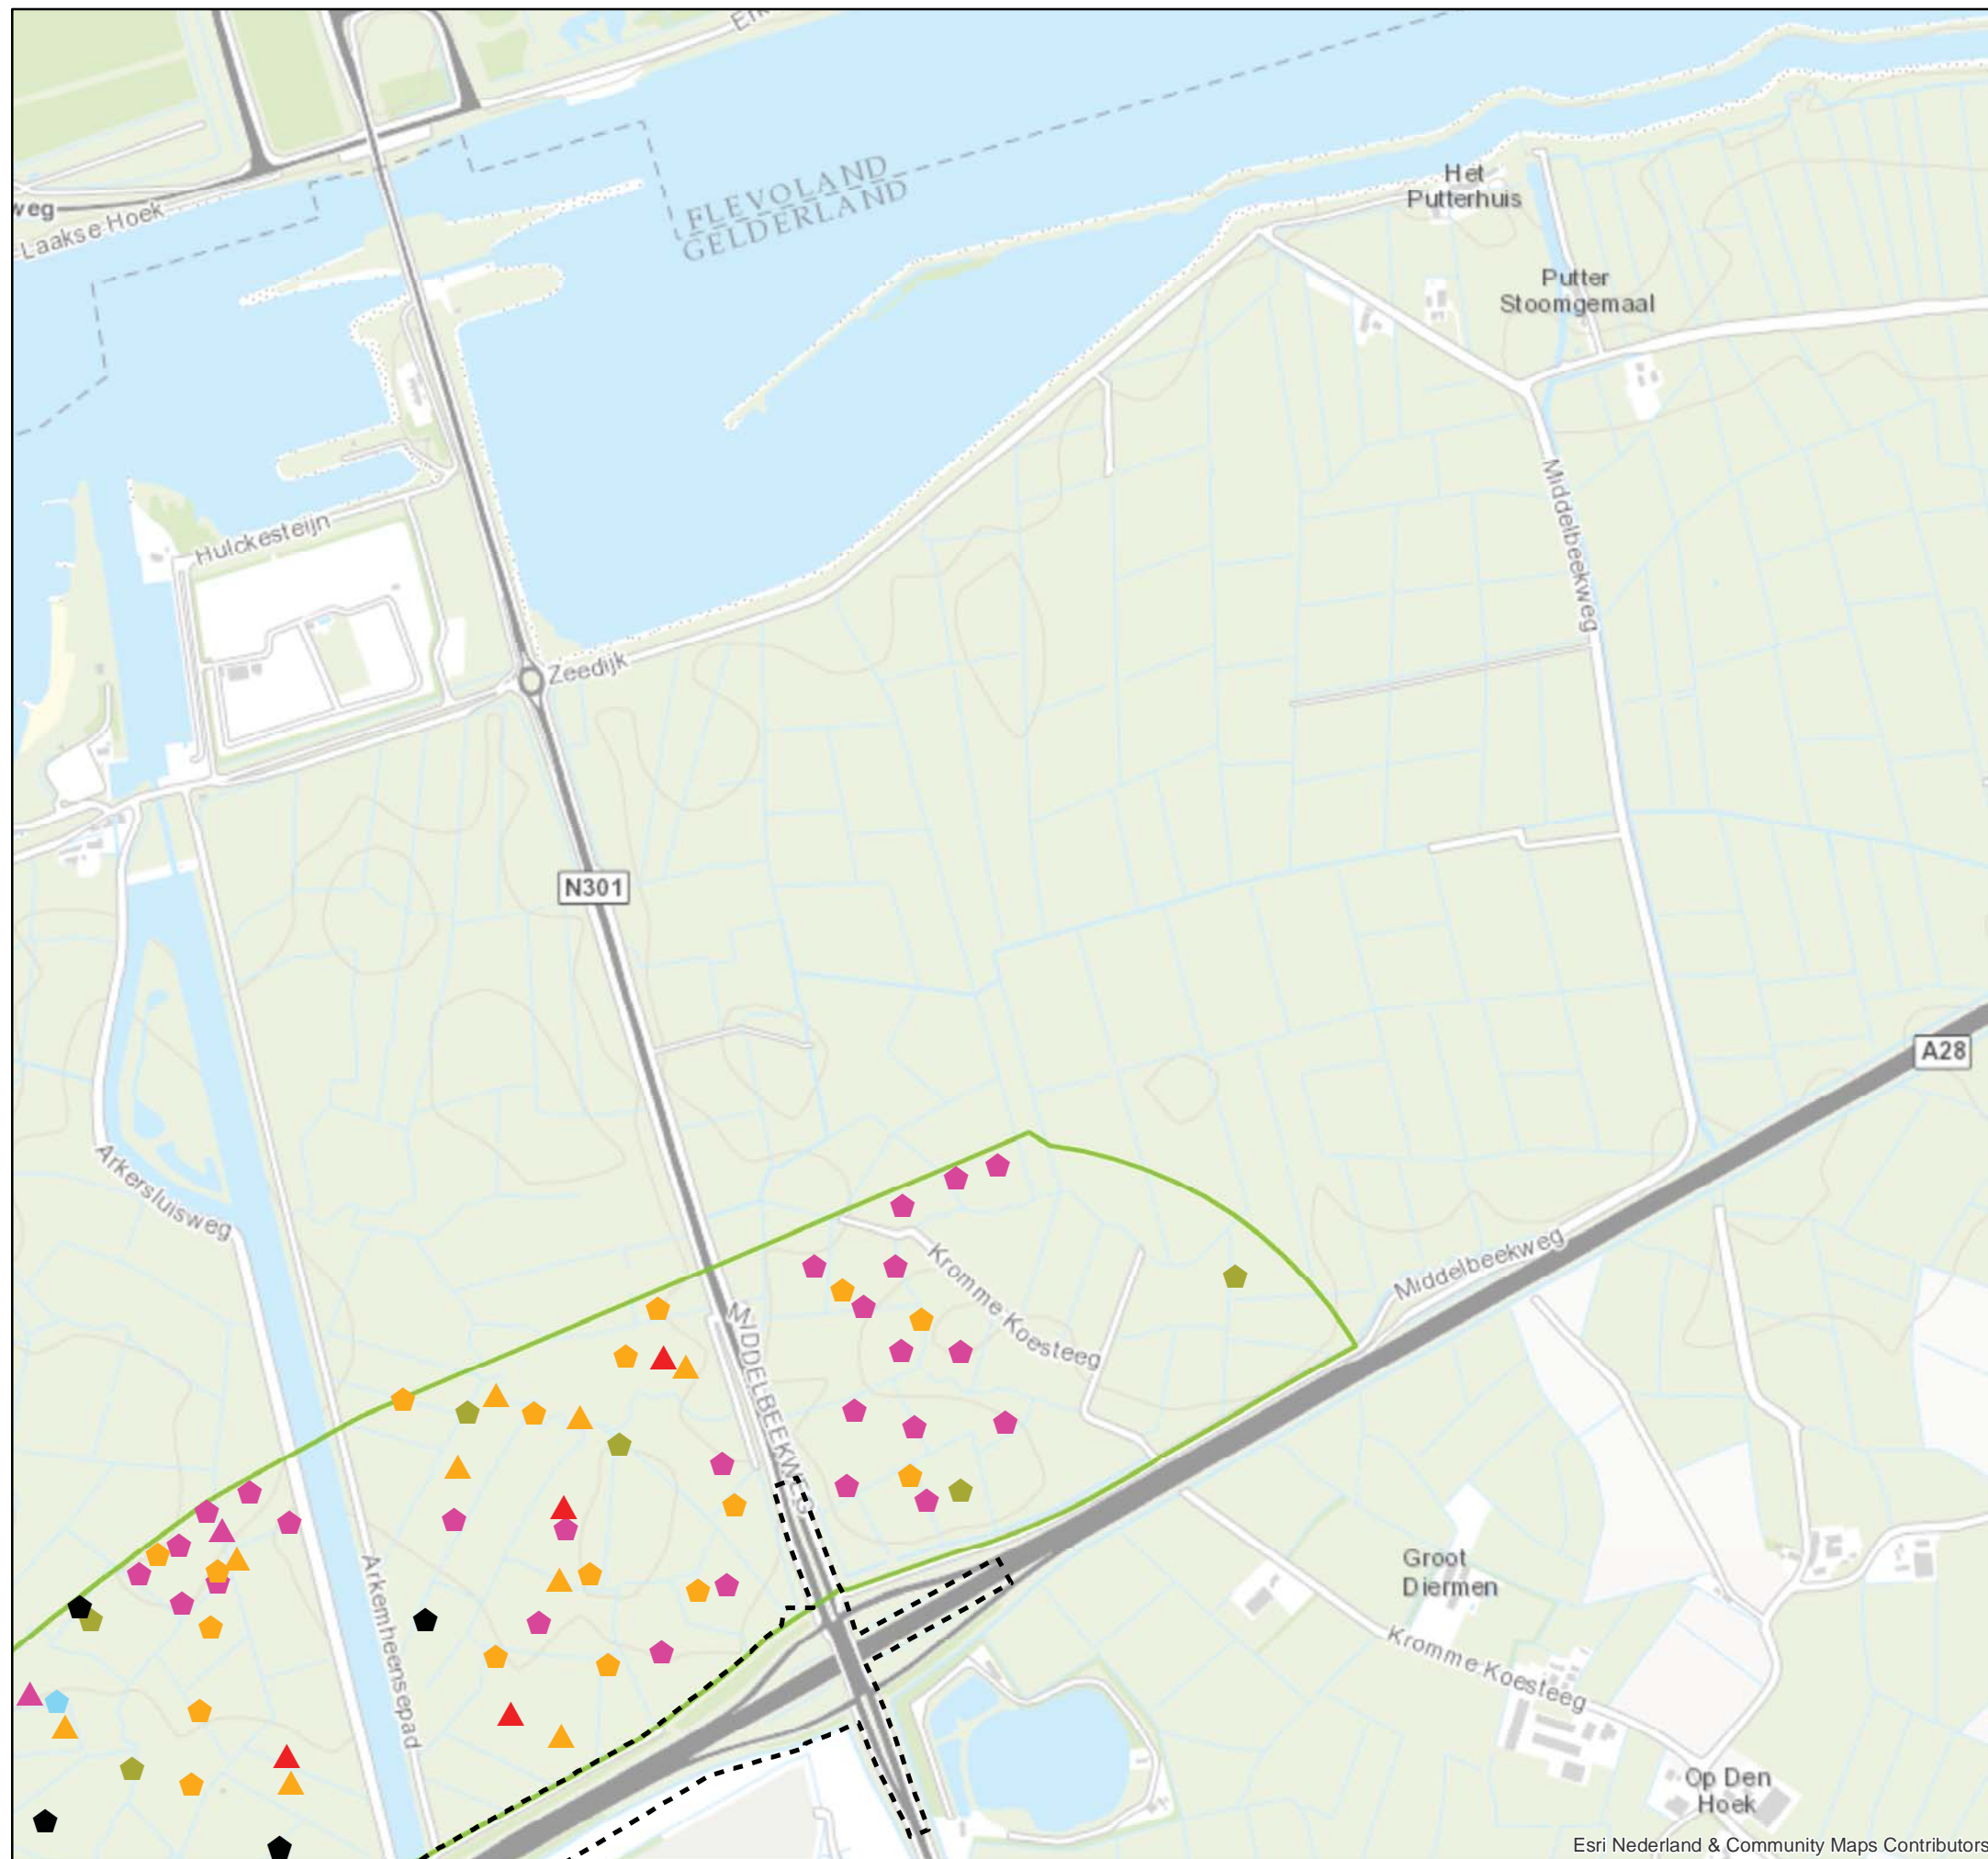 FLEVOLAND
GELDERLAND
weg
Laakse Hoek
Het
Putterhuis
Putter
Stoomgemaal
Hulckesteijn
Middelbeekweg
Zeedijk
N301
A28
Arkersluisweg
Middelbeekweg
Kromme Koesteeg
MIDDELBEEKWEG
Arkemheensepad
Groot
Diermen
Kromme Koesteeg
Op Den
Hoek
Esri Nederland & Community Maps Contributors